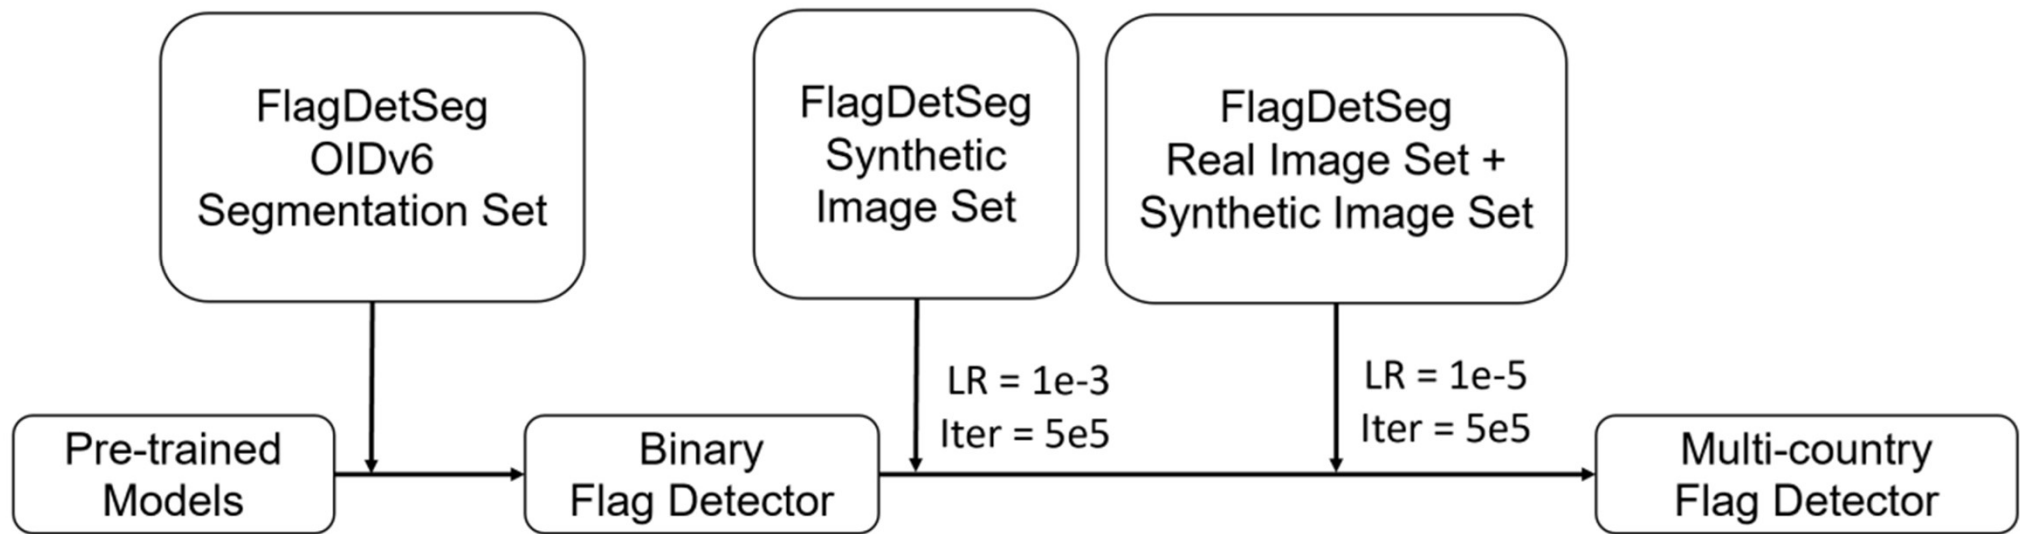 FlagDetSeg
OIDv6
Segmentation Set
FlagDetSeg
Synthetic
Image Set
FlagDetSeg
Real Image Set +
Synthetic Image Set
LR = 1e-3
Iter = 5e5
LR = 1e-5
Iter = 5e5
Pre-trained
Models
Binary
Flag Detector
Multi-country
Flag Detector